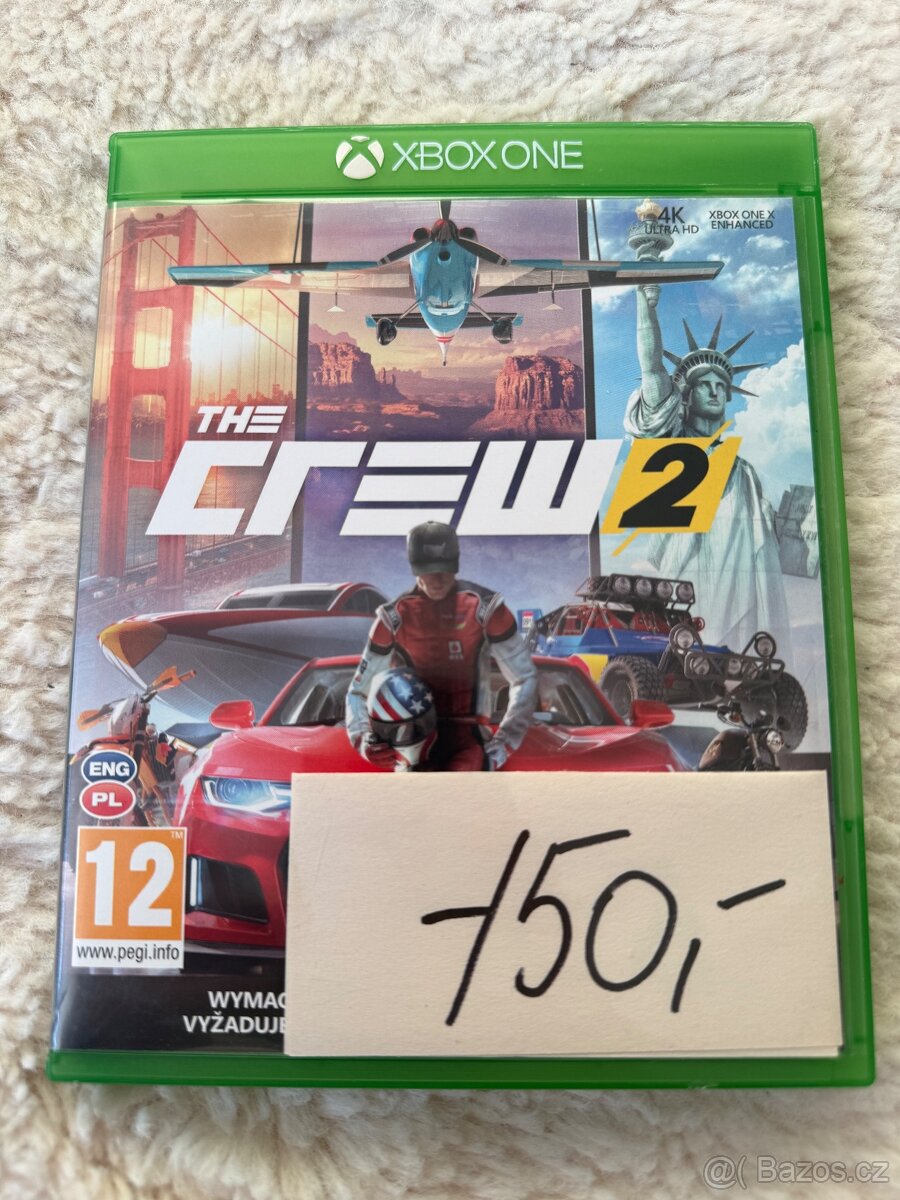 XBOX ONE
4K
ULTRA HD
XBOX ONE X
ENHANCED
THE
CREW 2
ENG
PL
12
www.pegi.info
WYMAG
VYŽADUJE
150,-
@( Bazos.cz